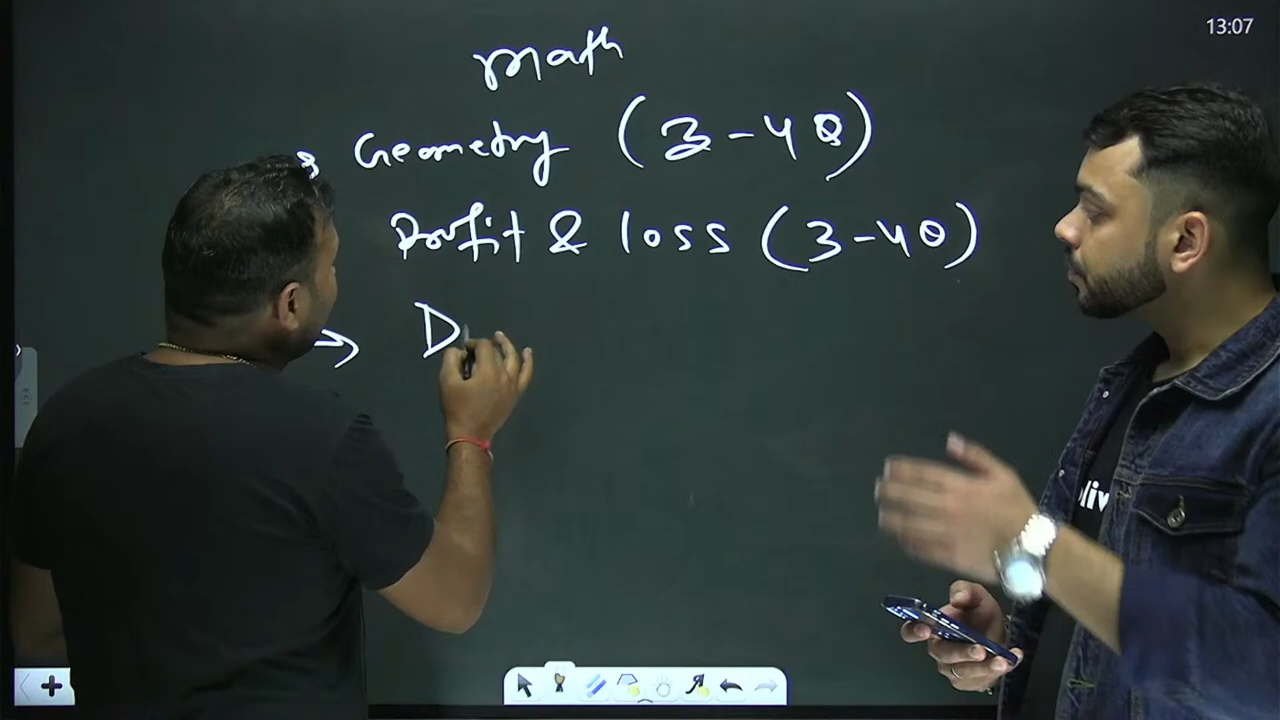 13:07
Math
Geometry (3-4Q)
Profit & loss (3-4Q)
→ D